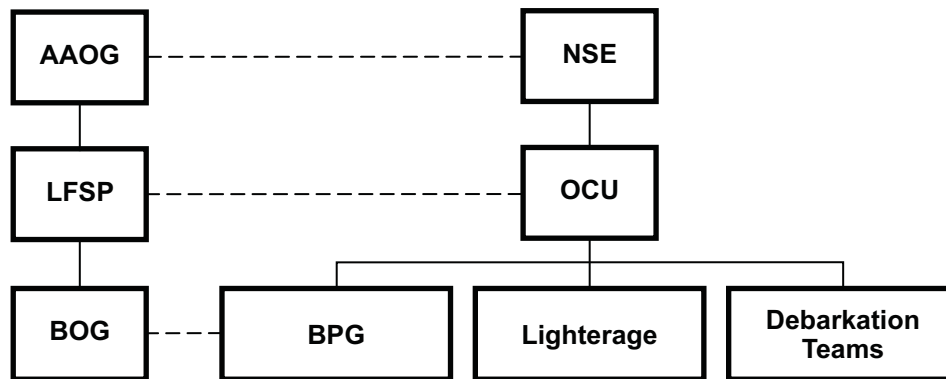 AAOG
NSE
LFSP
OCU
BOG
BPG
Lighterage
Debarkation
Teams